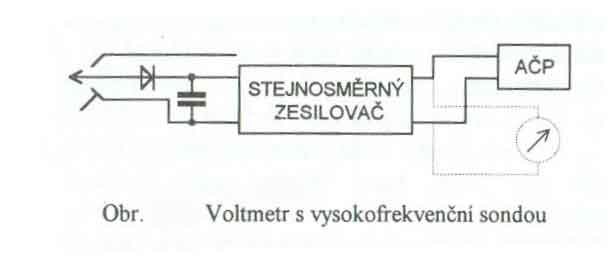 AČP
STEJNOSMĚRNÝ
ZESILOVAČ
Obr. Voltmetr s vysokofrekvenční sondou